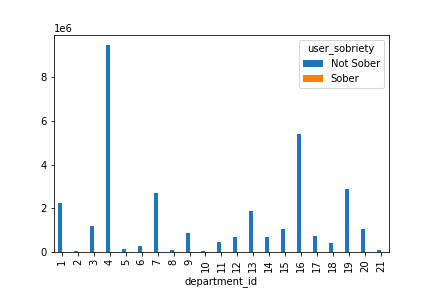 1e6
user_sobriety
Not Sober
Sober
8
6
4
2
0
1 2 3 4 5 6 7 8 9 10 11 12 13 14 15 16 17 18 19 20 21
department_id